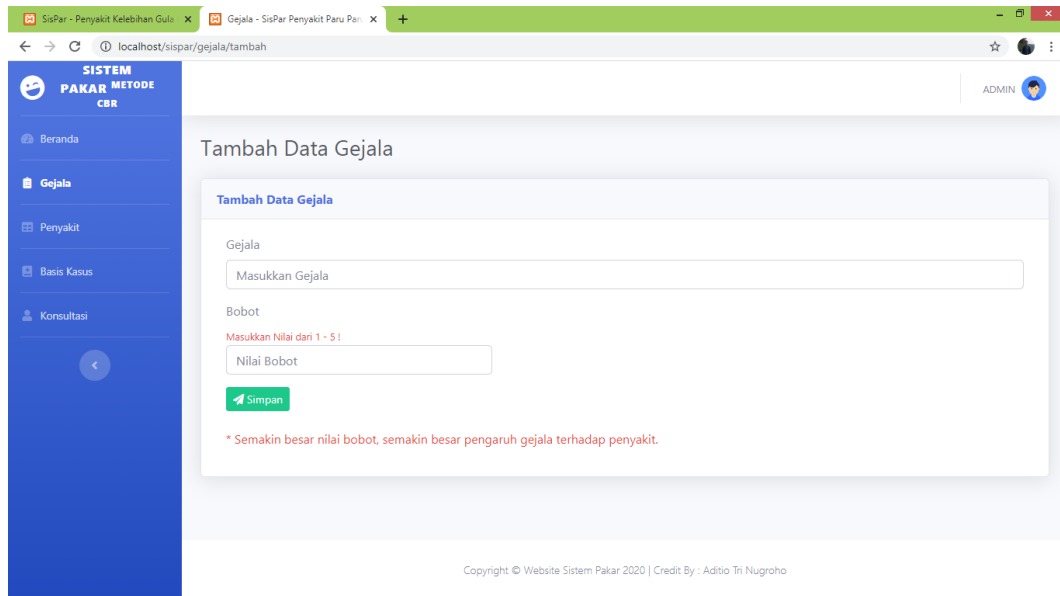 SisPar - Penyakit Kelebihan Gula
Gejala - SisPar Penyakit Paru Paru
localhost/sispar/gejala/tambah
SISTEM
PAKAR METODE
CBR
ADMIN
Beranda
Gejala
Penyakit
Basis Kasus
Konsultasi
Tambah Data Gejala
Tambah Data Gejala
Gejala
Masukkan Gejala
Bobot
Masukkan Nilai dari 1 - 5 !
Nilai Bobot
Simpan
* Semakin besar nilai bobot, semakin besar pengaruh gejala terhadap penyakit.
Copyright © Website Sistem Pakar 2020 | Credit By : Aditio Tri Nugroho